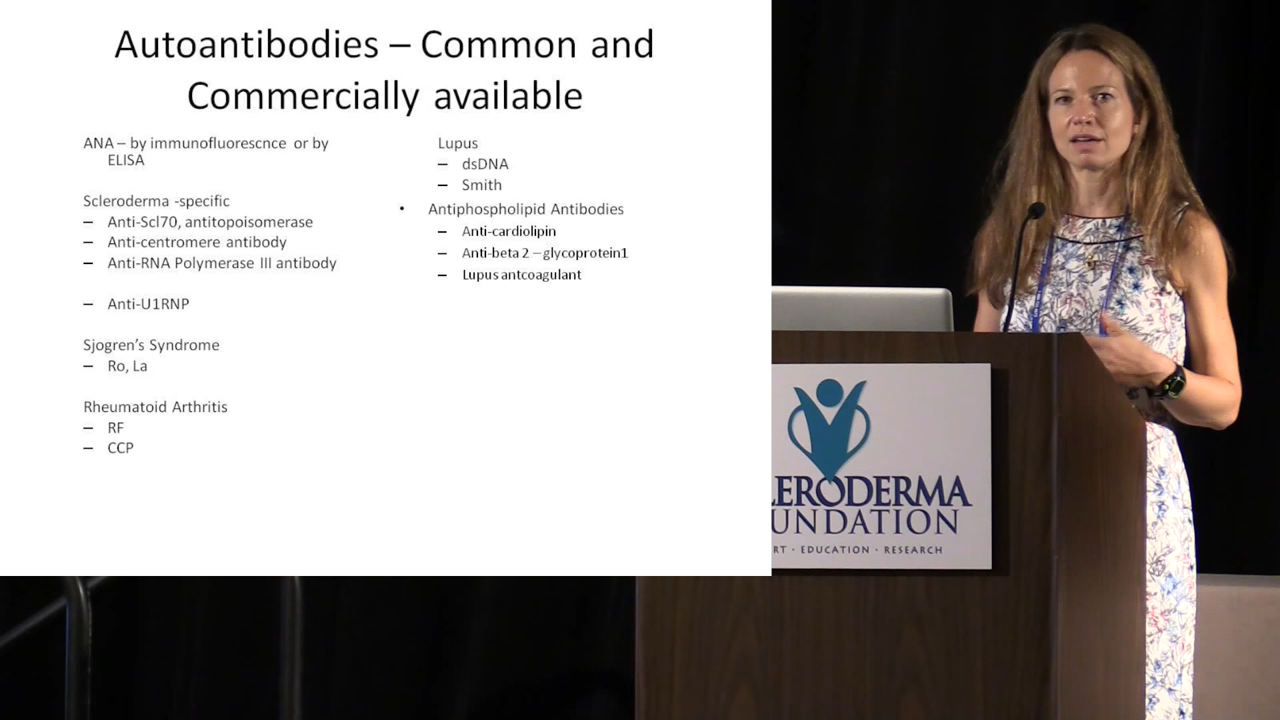 Autoantibodies – Common and
Commercially available
ANA – by immunofluorescnce or by
ELISA
Scleroderma -specific
– Anti-Scl70, antitopoisomerase
– Anti-centromere antibody
– Anti-RNA Polymerase III antibody
– Anti-U1RNP
Sjogren's Syndrome
– Ro, La
Rheumatoid Arthritis
– RF
– CCP
Lupus
– dsDNA
– Smith
• Antiphospholipid Antibodies
– Anti-cardiolipin
– Anti-beta 2 – glycoprotein1
– Lupus antcoagulant
LERODERMA
UNDATION
RT · EDUCATION · RESEARCH